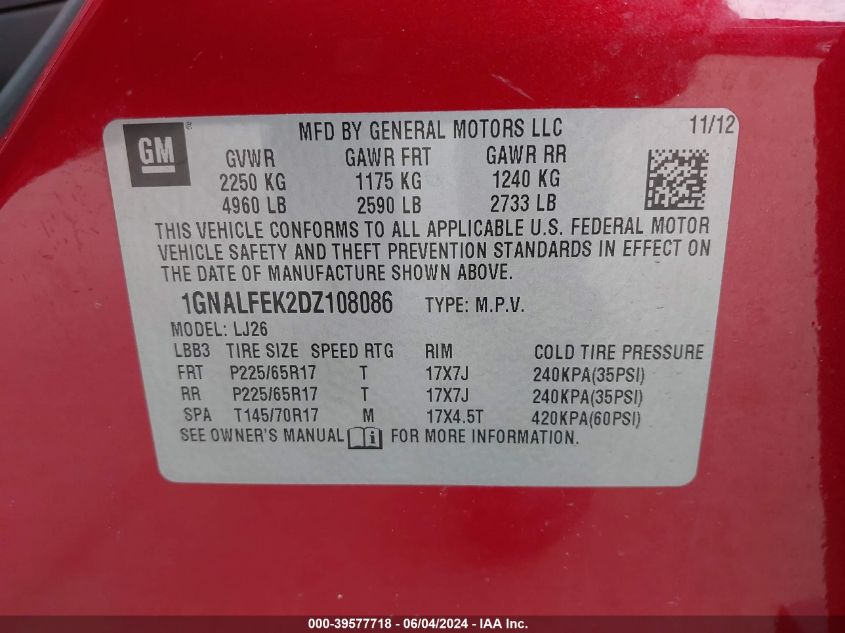 GM ® MFD BY GENERAL MOTORS LLC 11/12
GVWR GAWR FRT GAWR RR
2250 KG 1175 KG 1240 KG
4960 LB 2590 LB 2733 LB
THIS VEHICLE CONFORMS TO ALL APPLICABLE U.S. FEDERAL MOTOR
VEHICLE SAFETY AND THEFT PREVENTION STANDARDS IN EFFECT ON
THE DATE OF MANUFACTURE SHOWN ABOVE.
1GNALFEK2DZ108086 TYPE: M.P.V.
MODEL: LJ26
LBB3 TIRE SIZE SPEED RTG RIM COLD TIRE PRESSURE
FRT P225/65R17 T 17X7J 240KPA(35PSI)
RR P225/65R17 T 17X7J 240KPA(35PSI)
SPA T145/70R17 M 17X4.5T 420KPA(60PSI)
SEE OWNER'S MANUAL i FOR MORE INFORMATION.
000-39577718 - 06/04/2024 - IAA Inc.